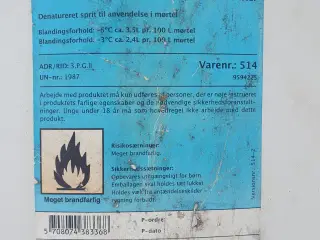 Denatureret sprit til anvendelse i mørtel
Blandingsforhold: -6°C ca. 3,5L pr. 100 L mørtel
Blandingsforhold: -3°C ca. 2,4L pr. 100 L mørtel
ADR/RID: 3.P.G.II
Varenr.: 514
UN-nr.: 1987
Arbejde med produktet må kun udføres af personer, der er nøje instrueret
i produktets farlige egenskaber og de nødvendige sikkerhedsforanstalt-
ninger. Unge under 18 år må som hovedregel ikke arbejde med dette
produkt.
Risikosætninger:
Meget brandfarlig.
Sikkerhedssætninger:
Opbevares utilgængeligt for børn.
Emballagen skal holdes tæt lukket
Holdes væk fra antændelseskilder -
rygning forbudt.
Meget brandfarlig
5 708074 383368
P-ordre:
P-dato